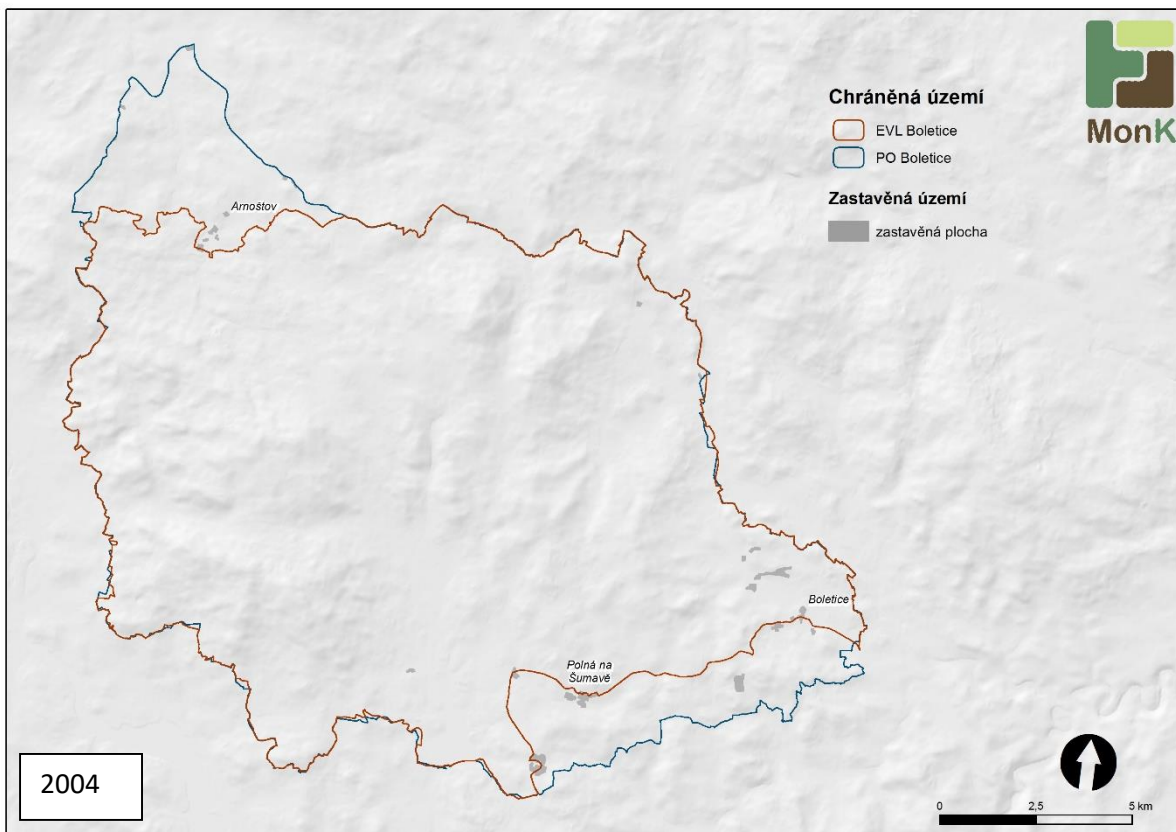 MonK
Chráněná území
EVL Boletice
PO Boletice
Zastavěná území
zastavěná plocha
Arnoštov
Boletice
Polná na
Šumavě
2004
0 2,5 5 km